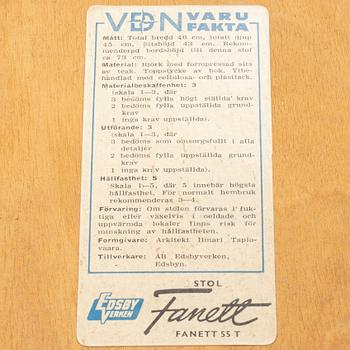 VDN VARU
FAKTA
Mått: Total bredd 46 cm, totalt djup
45 cm, Sitshöjd 43 cm. Rekom-
menderad bordshöjd till denna stol
ca 73 cm.
Material: Björk med formpressad sits
av teak. Toppstycke av bok. Ytbe-
handlad med cellulosa- och plastlack.
Materialbeskaffenhet: 3
(skala 1—3, där
3 bedöms fylla högt ställda krav
2 bedöms fylla uppställda grund-
krav
1 inga krav uppställda).
Utförande: 3
(skala 1—3, där
3 bedöms som omsorgsfullt i alla
detaljer
2 bedöms fylla uppställda grund-
krav
1 inga krav uppställda).
Hållfasthet: 5
Skala 1—5, där 5 innebär högsta
hållfasthet. För normalt hembruk
rekommenderas 3—4.
Förvaring: Om stolen förvaras i fuk-
tiga eller växelvis i oeldade och
uppvärmda lokaler finns risk för
minskning av hållfastheten.
Formgivare: Arkitekt Ilmari Tapio-
vaara.
Tillverkare: AB Edsbyverken,
Edsbyn.
EDSBY
VERKEN
STOL
Fanett
FANETT 55 T